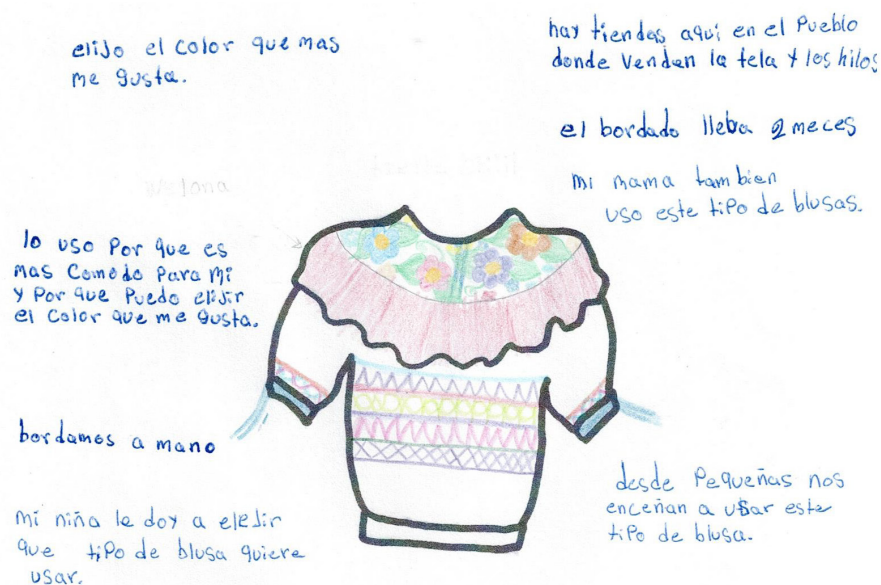 elijo el color que mas
me gusta.
hay tiendas aqui en el Pueblo
donde venden la tela y los hilos
el bordado lleba 2 meces
mi mama tambien
uso este tipo de blusas.
lo uso Por que es
mas Comodo Para mi
y Por que Puedo elijir
el Color que me gusta.
bordamos a mano
mi niña le doy a elejir
que tipo de blusa quiere
usar.
desde Pequeñas nos
enceñan a usar este
tipo de blusa.